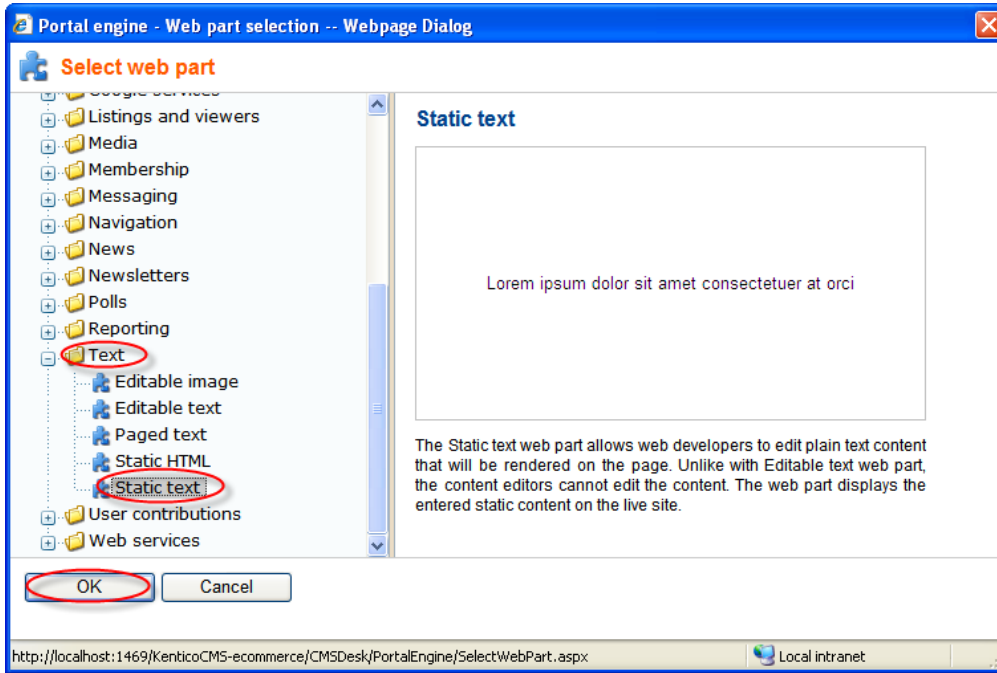 Portal engine - Web part selection -- Webpage Dialog
Select web part
Google services
Listings and viewers
Media
Membership
Messaging
Navigation
News
Newsletters
Polls
Reporting
Text
Editable image
Editable text
Paged text
Static HTML
Static text
User contributions
Web services
Static text
Lorem ipsum dolor sit amet consectetuer at orci
The Static text web part allows web developers to edit plain text content
that will be rendered on the page. Unlike with Editable text web part,
the content editors cannot edit the content. The web part displays the
entered static content on the live site.
OK
Cancel
http://localhost:1469/KenticoCMS-ecommerce/CMSDesk/PortalEngine/SelectWebPart.aspx
Local intranet